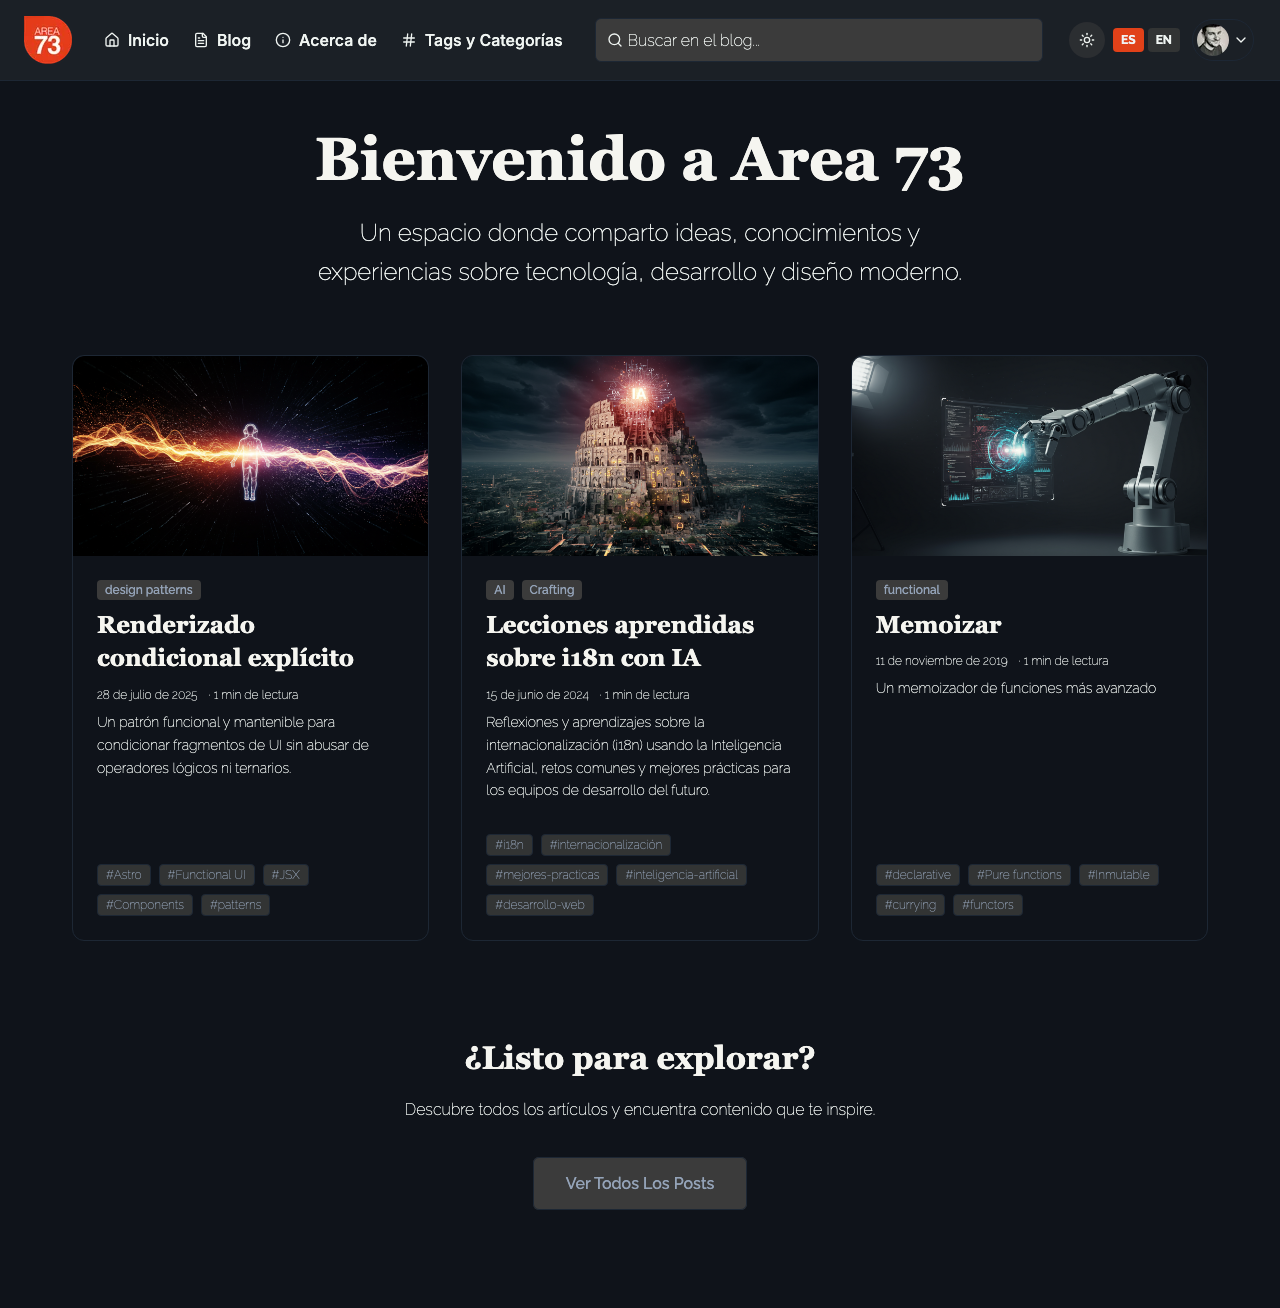 AREA
73
Inicio
Blog
Acerca de
Tags y Categorías
Buscar en el blog...
ES
EN
Bienvenido a Area 73
Un espacio donde comparto ideas, conocimientos y
experiencias sobre tecnología, desarrollo y diseño moderno.
IA
design patterns
Renderizado
condicional explícito
28 de julio de 2025 · 1 min de lectura
Un patrón funcional y mantenible para
condicionar fragmentos de UI sin abusar de
operadores lógicos ni ternarios.
#Astro #Functional UI #JSX
#Components #patterns
AI Crafting
Lecciones aprendidas
sobre i18n con IA
15 de junio de 2024 · 1 min de lectura
Reflexiones y aprendizajes sobre la
internacionalización (i18n) usando la Inteligencia
Artificial, retos comunes y mejores prácticas para
los equipos de desarrollo del futuro.
#i18n #internacionalización
#mejores-practicas #inteligencia-artificial
#desarrollo-web
functional
Memoizar
11 de noviembre de 2019 · 1 min de lectura
Un memoizador de funciones más avanzado
#declarative #Pure functions #Inmutable
#currying #functors
¿Listo para explorar?
Descubre todos los artículos y encuentra contenido que te inspire.
Ver Todos Los Posts